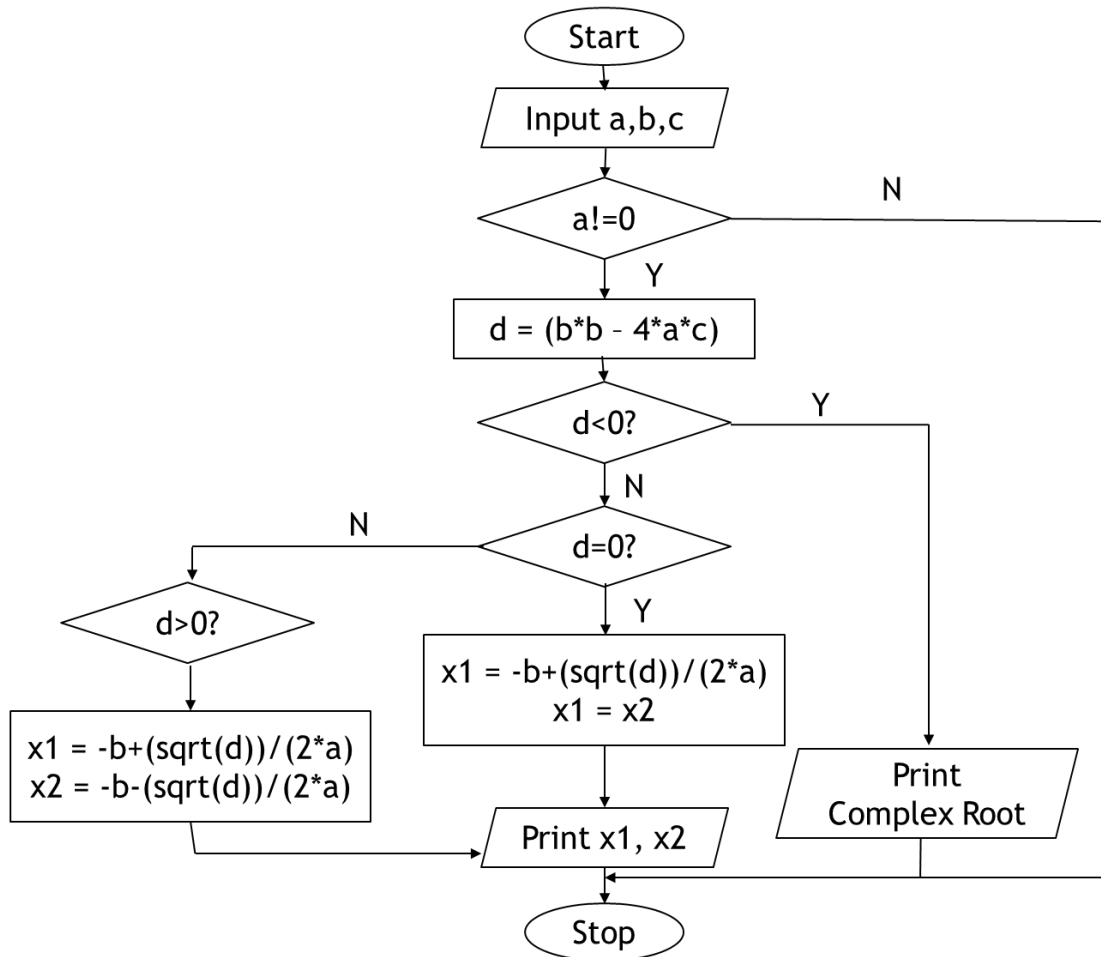 Start
Input a,b,c
a!=0
N
Y
d = (b*b - 4*a*c)
d<0?
Y
N
d=0?
N
Y
d>0?
x1 = -b+(sqrt(d))/(2*a)
x1 = x2
x1 = -b+(sqrt(d))/(2*a)
x2 = -b-(sqrt(d))/(2*a)
Print
Complex Root
Print x1, x2
Stop